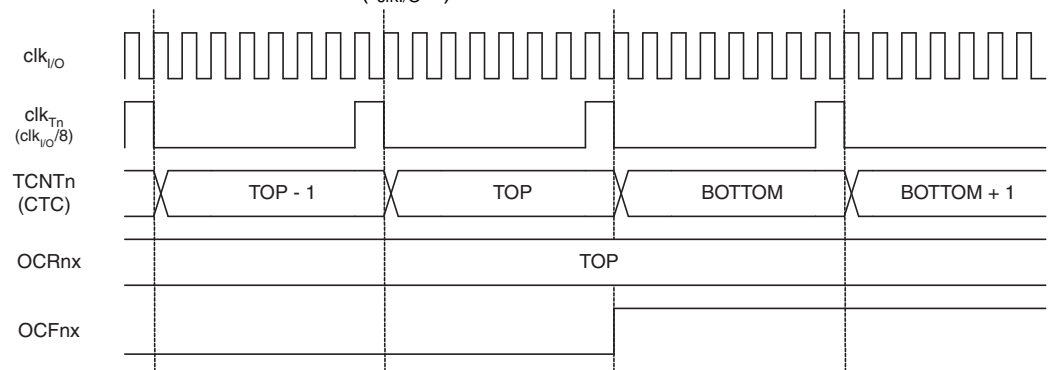 clkI/O
clkTn
(clkI/O/8)
TCNTn
(CTC)
TOP - 1
TOP
BOTTOM
BOTTOM + 1
OCRnx
TOP
OCFnx